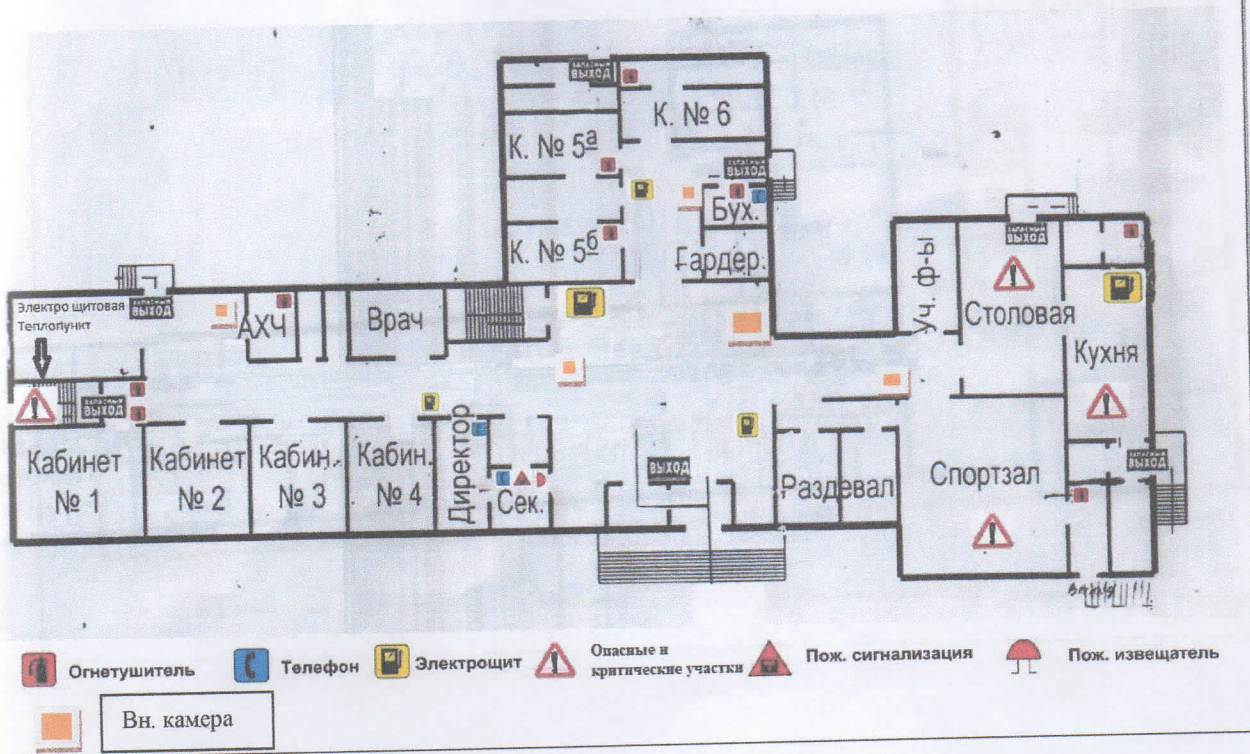 ЗАПАСНЫЙ
ВЫХОД
К. № 6
К. № 5а
ЗАПАСНЫЙ
ВЫХОД
Бух.
К. № 5б
Гардер.
ЗАПАСНЫЙ
ВЫХОД
Уч. ф-ы
Столовая
Кухня
Электро щитовая
Теплопункт
ЗАПАСНЫЙ
ВЫХОД
АХЧ
Врач
ЗАПАСНЫЙ
ВЫХОД
Кабинет
№ 1
Кабинет
№ 2
Кабин.
№ 3
Кабин.
№ 4
Директор
Сек.
ВЫХОД
Раздевал
Спортзал
ЗАПАСНЫЙ
ВЫХОД
Огнетушитель
Телефон
Электрощит
Опасные и
критические участки
Пож. сигнализация
Пож. извещатель
Вн. камера